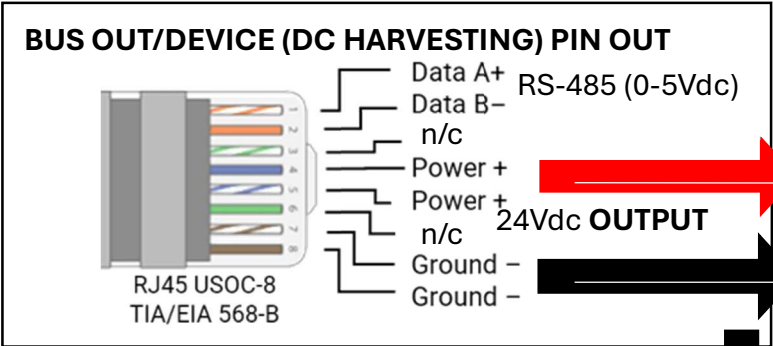 BUS OUT/DEVICE (DC HARVESTING) PIN OUT
Data A+
RS-485 (0-5Vdc)
Data B−
n/c
Power +
Power +
24Vdc OUTPUT
n/c
Ground −
Ground −
1
2
3
4
5
6
7
8
RJ45 USOC-8
TIA/EIA 568-B